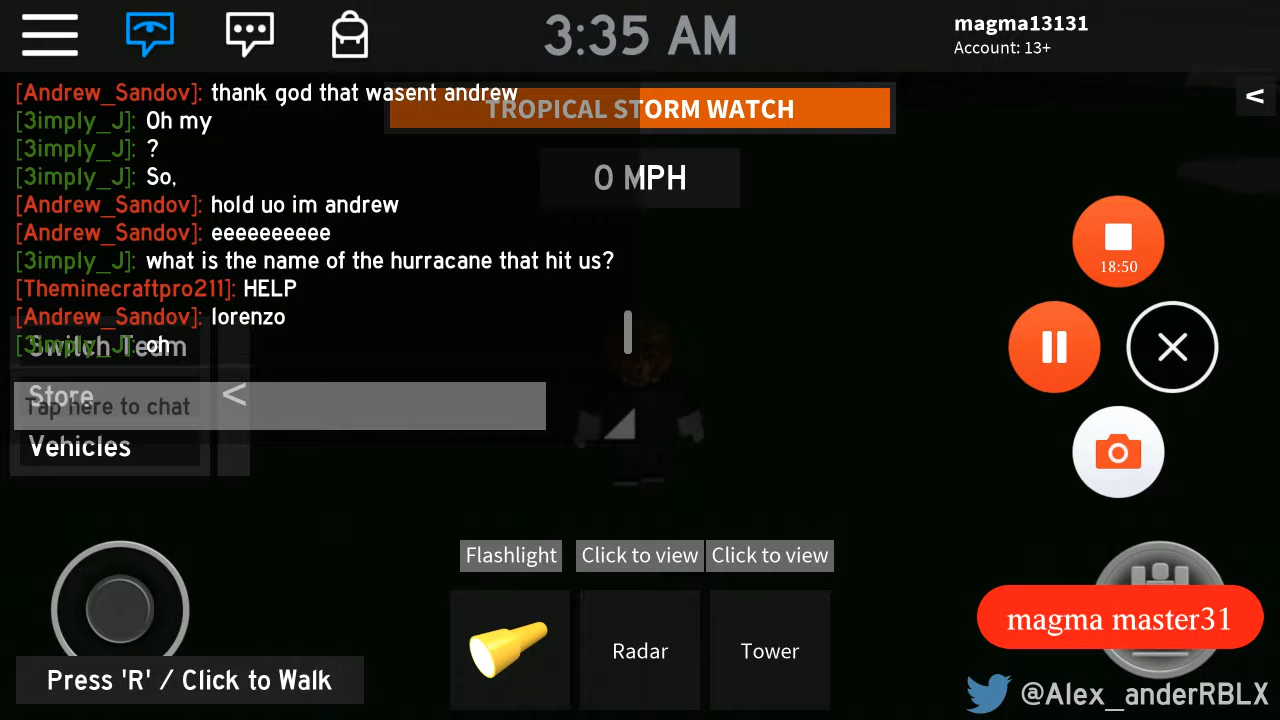 3:35 AM
magma13131
Account: 13+
[Andrew_Sandov]: thank god that wasent andrew
TROPICAL STORM WATCH
<
[3imply_J]: Oh my
[3imply_J]: ?
[3imply_J]: So,
0 MPH
[Andrew_Sandov]: hold uo im andrew
[Andrew_Sandov]: eeeeeeeeee
[3imply_J]: what is the name of the hurracane that hit us?
18:50
[Theminecraftpro211]: HELP
[Andrew_Sandov]: lorenzo
[3imply_J]: oh
Switch Team
Store
<
Tap here to chat
Vehicles
Flashlight
Click to view
Click to view
Radar
Tower
magma master31
Press 'R' / Click to Walk
@Alex_anderRBLX